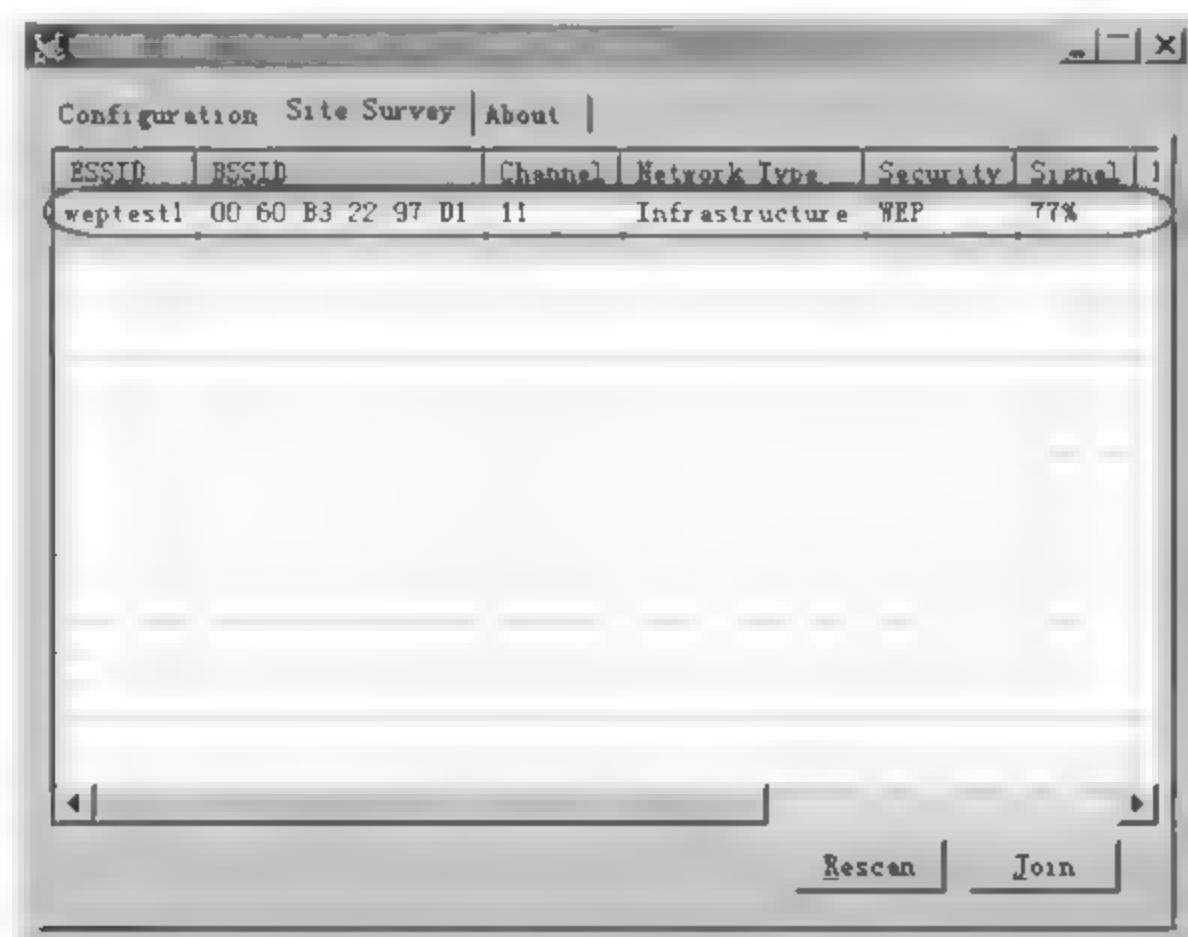 Configuration Site Survey About
ESSID BSSID Channel Network Type Security Signal
weptest1 00 60 B3 22 97 D1 11 Infrastructure WEP 77%
Rescan Join